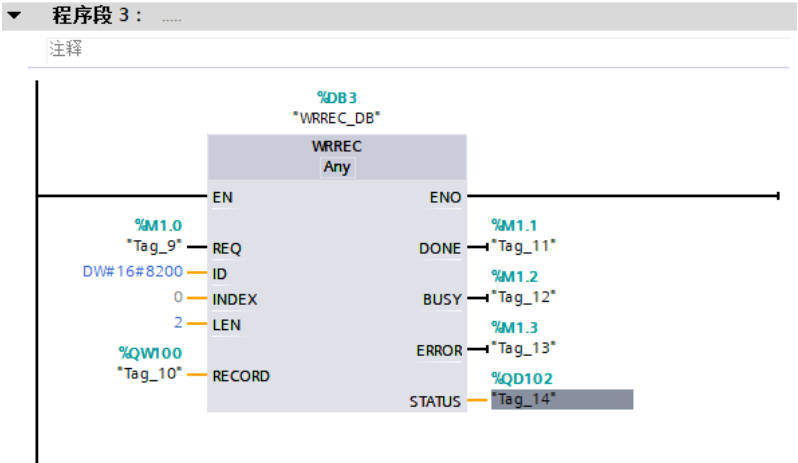 程序段 3： .....
注释
%DB3
"WRREC_DB"
WRREC
Any
EN ENO
%M1.0 %M1.1
"Tag_9" REQ DONE "Tag_11"
DW#16#8200 ID %M1.2
0 INDEX BUSY "Tag_12"
2 LEN %M1.3
%QW100 ERROR "Tag_13"
"Tag_10" RECORD %QD102
STATUS "Tag_14"